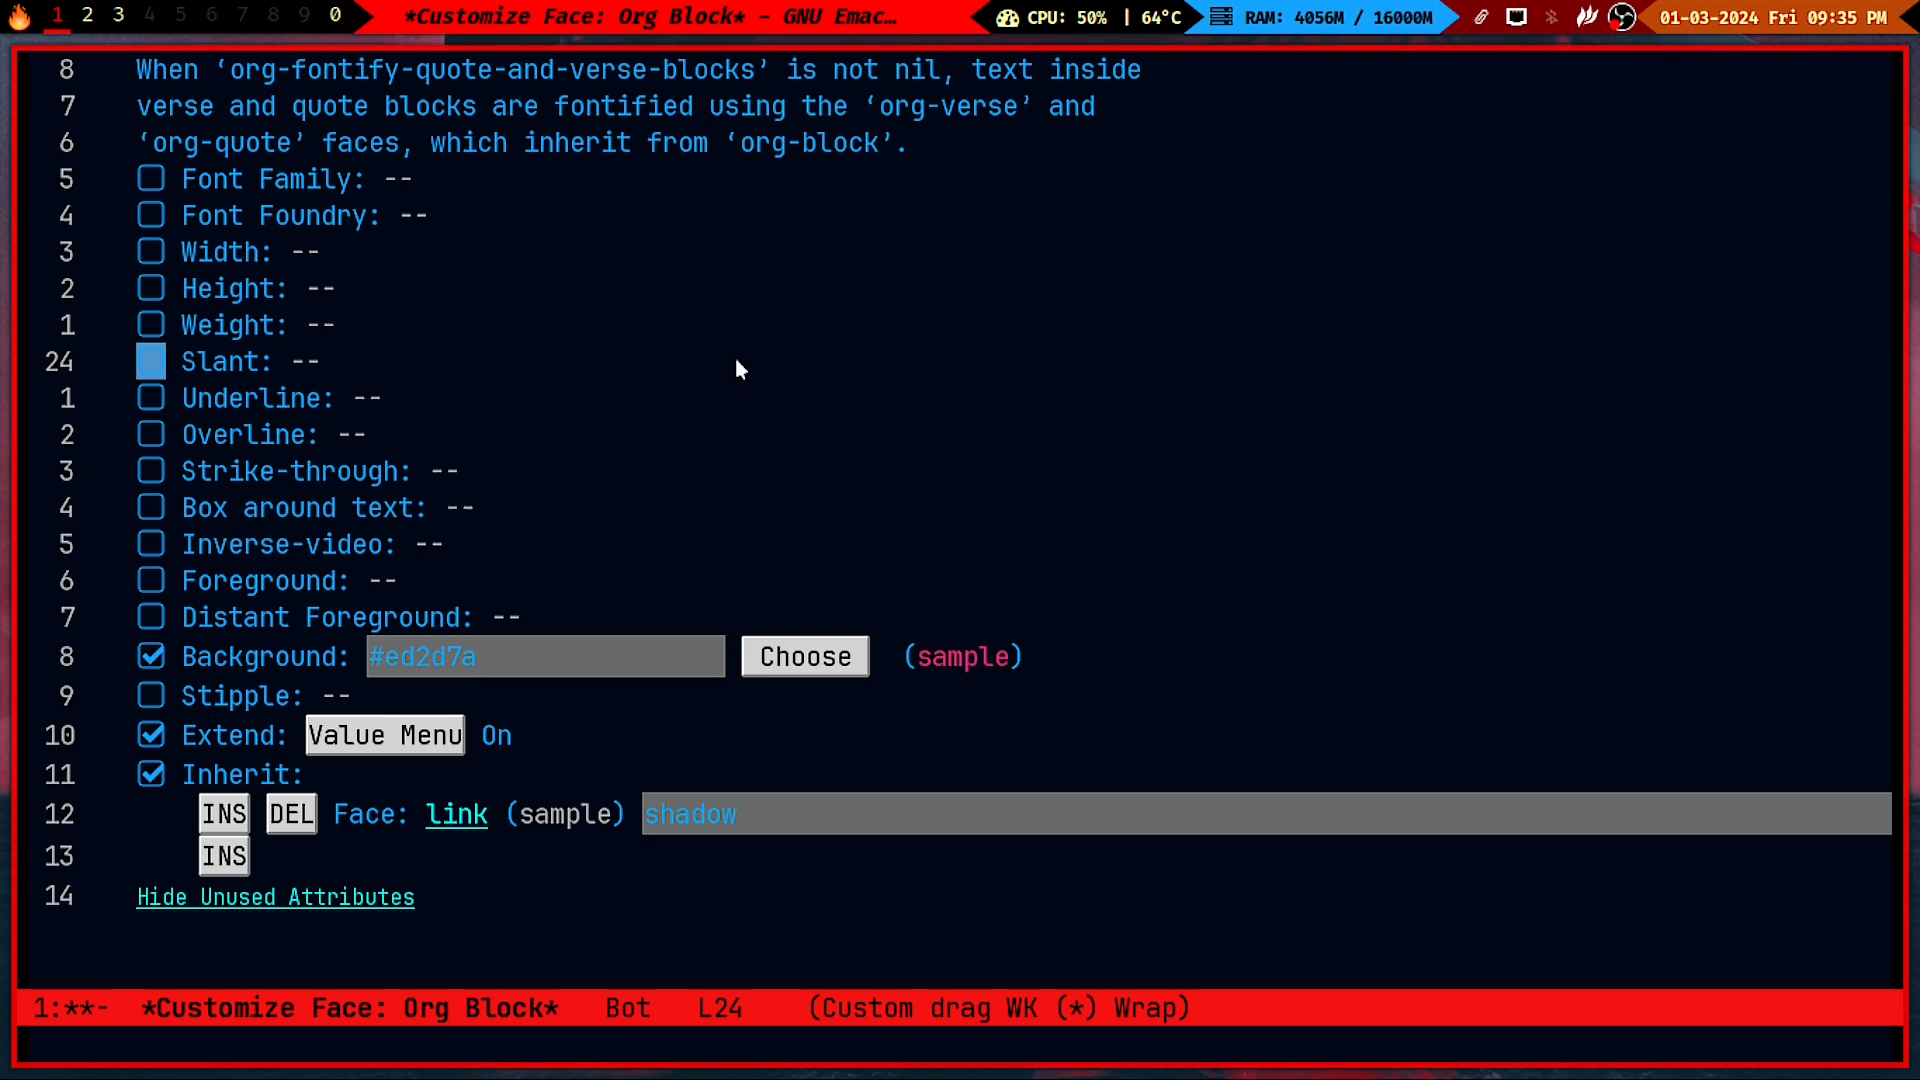 1 2 3 4 5 6 7 8 9 0 *Customize Face: Org Block* – GNU Emac… CPU: 50% | 64°C RAM: 4056M / 16000M 01-03-2024 Fri 09:35 PM
8 When ‘org-fontify-quote-and-verse-blocks’ is not nil, text inside
7 verse and quote blocks are fontified using the ‘org-verse’ and
6 ‘org-quote’ faces, which inherit from ‘org-block’.
5 Font Family: --
4 Font Foundry: --
3 Width: --
2 Height: --
1 Weight: --
24 Slant: --
1 Underline: --
2 Overline: --
3 Strike-through: --
4 Box around text: --
5 Inverse-video: --
6 Foreground: --
7 Distant Foreground: --
8 Background: #ed2d7a Choose (sample)
9 Stipple: --
10 Extend: Value Menu On
11 Inherit:
12 INS DEL Face: link (sample) shadow
13 INS
14 Hide Unused Attributes
1:**- *Customize Face: Org Block* Bot L24 (Custom drag WK (*) Wrap)